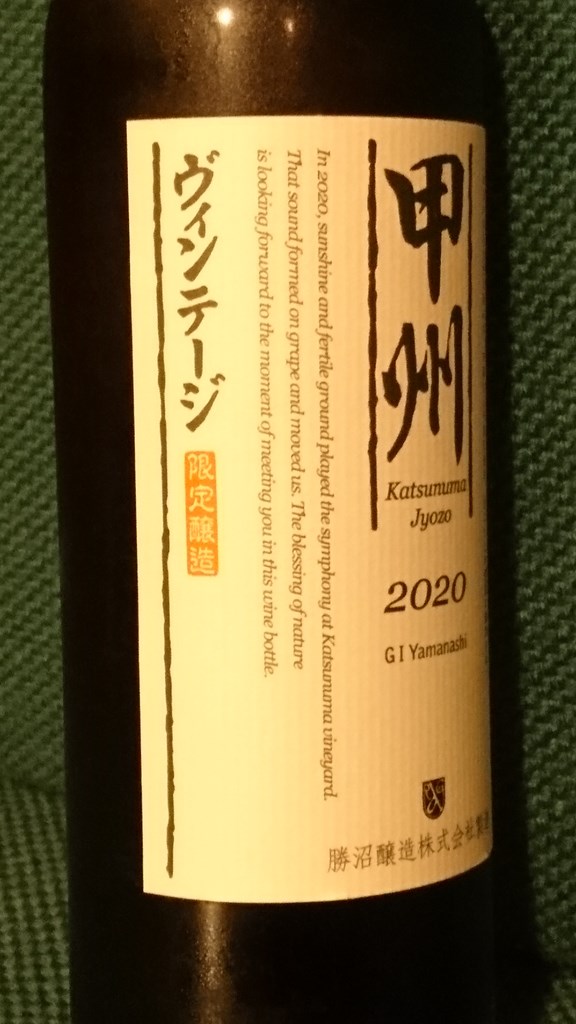 甲州
Katsunuma
Jyozo
2020
GI Yamanashi
勝沼醸造株式会社製造
In 2020, sunshine and fertile ground played the symphony at Katsunuma vineyard.
That sound formed on grape and moved us. The blessing of nature
is looking forward to the moment of meeting you in this wine bottle.
ヴィンテージ
限定醸造